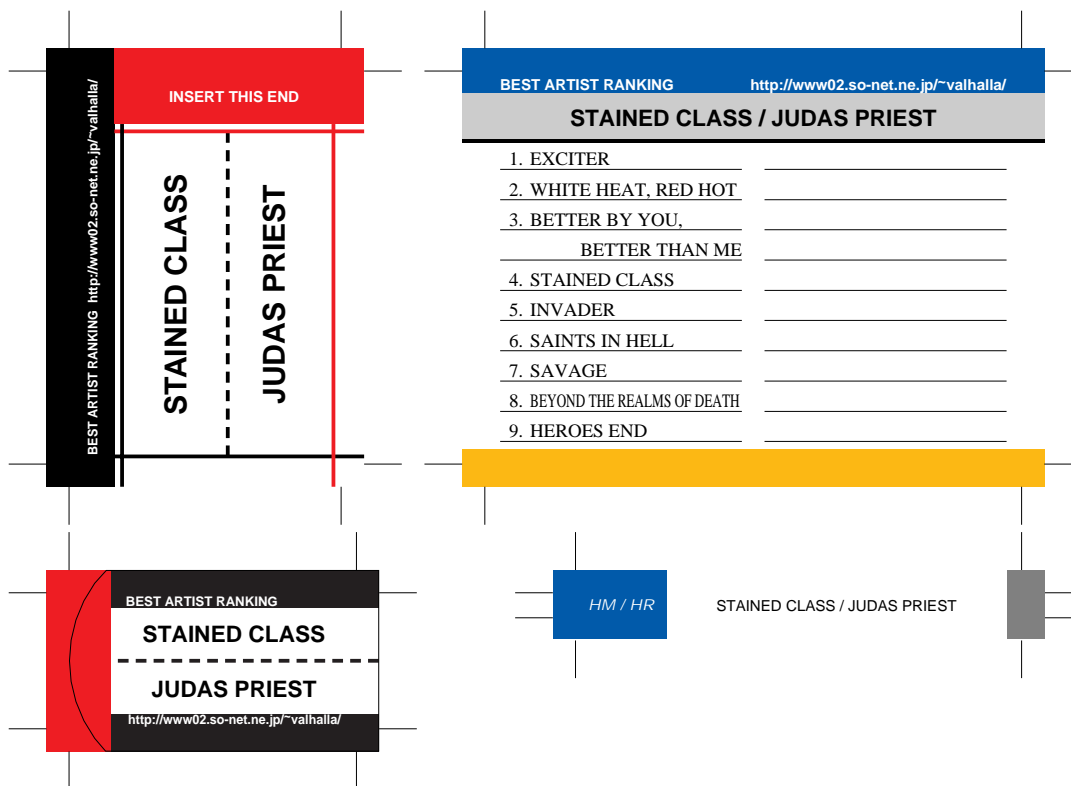 INSERT THIS END
BEST ARTIST RANKING http://www02.so-net.ne.jp/~valhalla/
STAINED CLASS
JUDAS PRIEST
BEST ARTIST RANKING http://www02.so-net.ne.jp/~valhalla/
STAINED CLASS / JUDAS PRIEST
1. EXCITER
2. WHITE HEAT, RED HOT
3. BETTER BY YOU,
BETTER THAN ME
4. STAINED CLASS
5. INVADER
6. SAINTS IN HELL
7. SAVAGE
8. BEYOND THE REALMS OF DEATH
9. HEROES END
BEST ARTIST RANKING
STAINED CLASS
JUDAS PRIEST
http://www02.so-net.ne.jp/~valhalla/
HM / HR
STAINED CLASS / JUDAS PRIEST